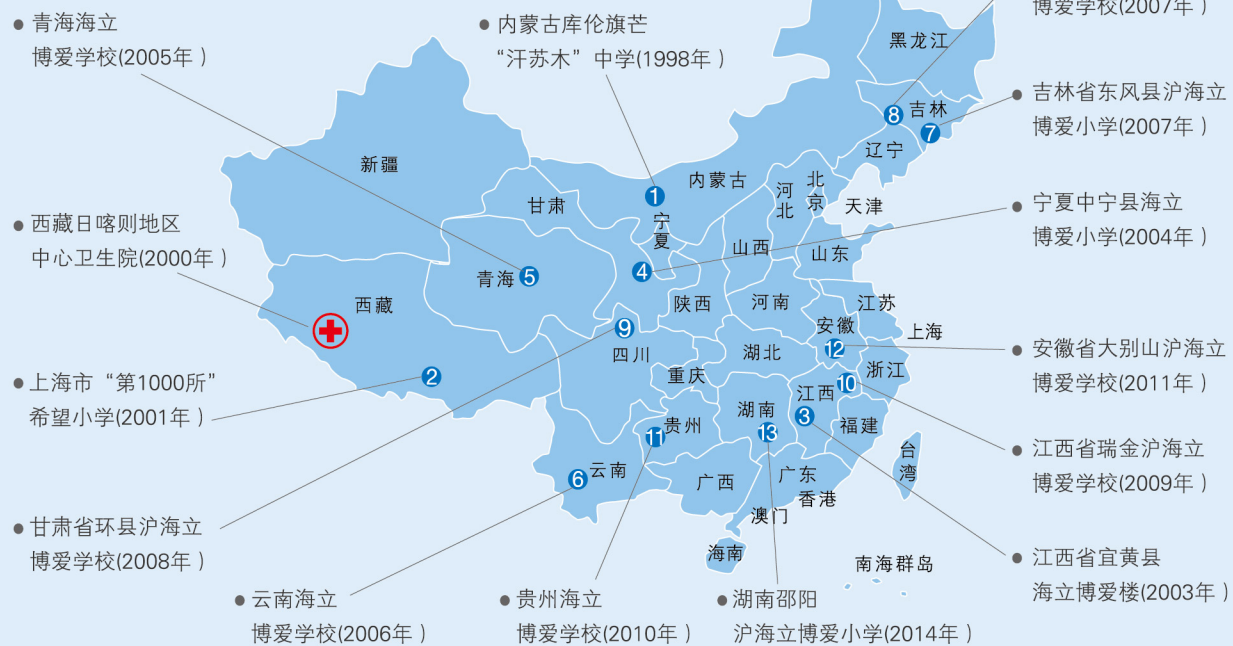 博爱学校(2007年)
● 青海海立
博爱学校(2005年)
● 内蒙古库伦旗芒
“汗苏木”中学(1998年)
● 吉林省东风县沪海立
博爱小学(2007年)
● 西藏日喀则地区
中心卫生院(2000年)
● 宁夏中宁县海立
博爱小学(2004年)
● 上海市“第1000所”
希望小学(2001年)
● 安徽省大别山沪海立
博爱学校(2011年)
● 江西省瑞金沪海立
博爱学校(2009年)
● 甘肃省环县沪海立
博爱学校(2008年)
● 江西省宜黄县
海立博爱楼(2003年)
● 云南海立
博爱学校(2006年)
● 贵州海立
博爱学校(2010年)
● 湖南邵阳
沪海立博爱小学(2014年)
黑龙江
8
吉林
7
辽宁
新疆
内蒙古
1
甘肃
宁夏
河北
北京
天津
山西
山东
4
青海
5
西藏
陕西
河南
江苏
安徽
上海
9
四川
湖北
12
浙江
2
重庆
江西
10
湖南
3
13
贵州
11
福建
台湾
云南
6
广西
广东
香港
澳门
海南
南海群岛